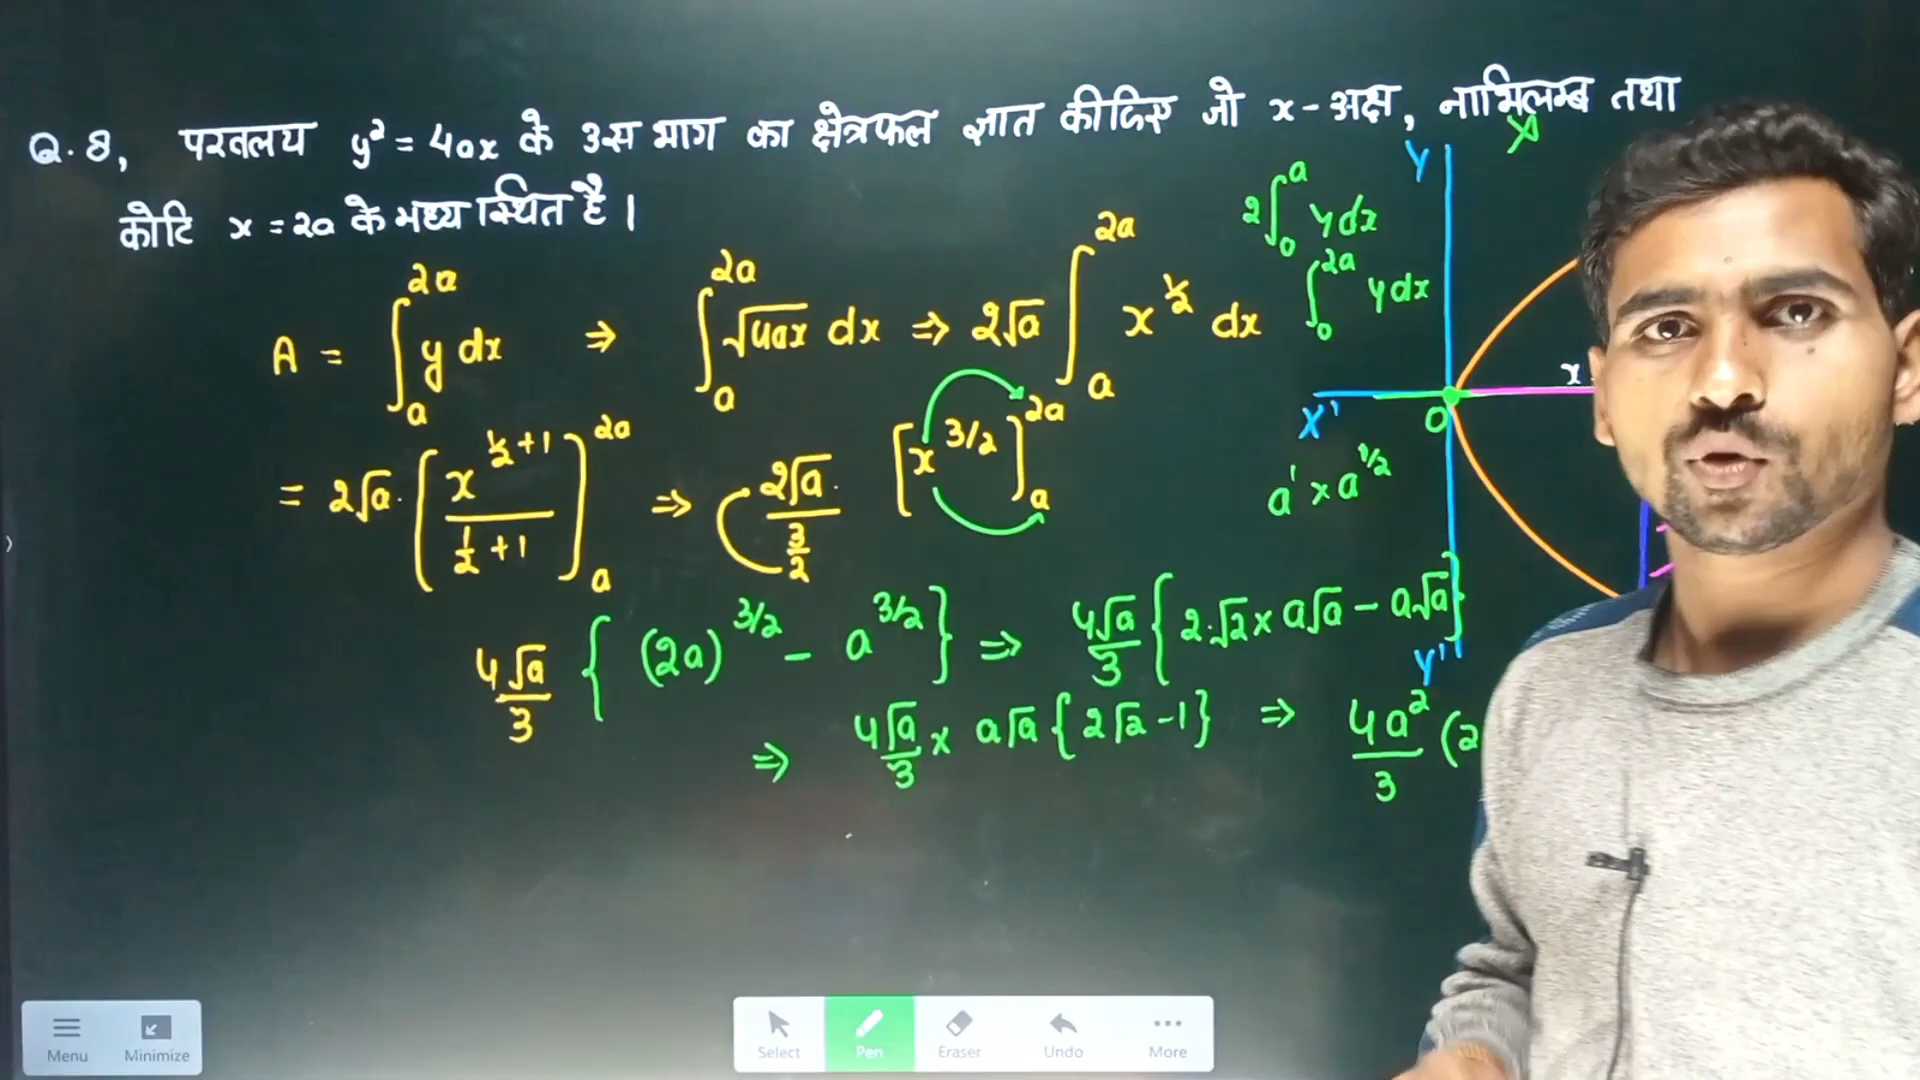 Q.8, परवलय y² = 4ax के उस भाग का क्षेत्रफल ज्ञात कीजिए जो x-अक्ष, नाभिलम्ब तथा
कोटि x = 2a के मध्य स्थित है।
A = ∫ₐ²ᵃ y dx ⇒ ∫ₐ²ᵃ √4ax dx ⇒ 2√a ∫ₐ²ᵃ x^½ dx
2∫₀ᵃ y dx
∫₀²ᵃ y dx
= 2√a · [x^(½+1) / (½+1)]ₐ²ᵃ ⇒ 2√a / (3/2) [x^(3/2)]ₐ²ᵃ
a¹ × a^(1/2)
Y
X'
O
x
Y'
4√a/3 { (2a)^(3/2) - a^(3/2) } ⇒ 4√a/3 { 2·√2 × a√a - a√a }
⇒ 4√a/3 × a√a { 2√2 - 1 } ⇒ 4a²/3 (2
Menu
Minimize
Select
Pen
Eraser
Undo
More